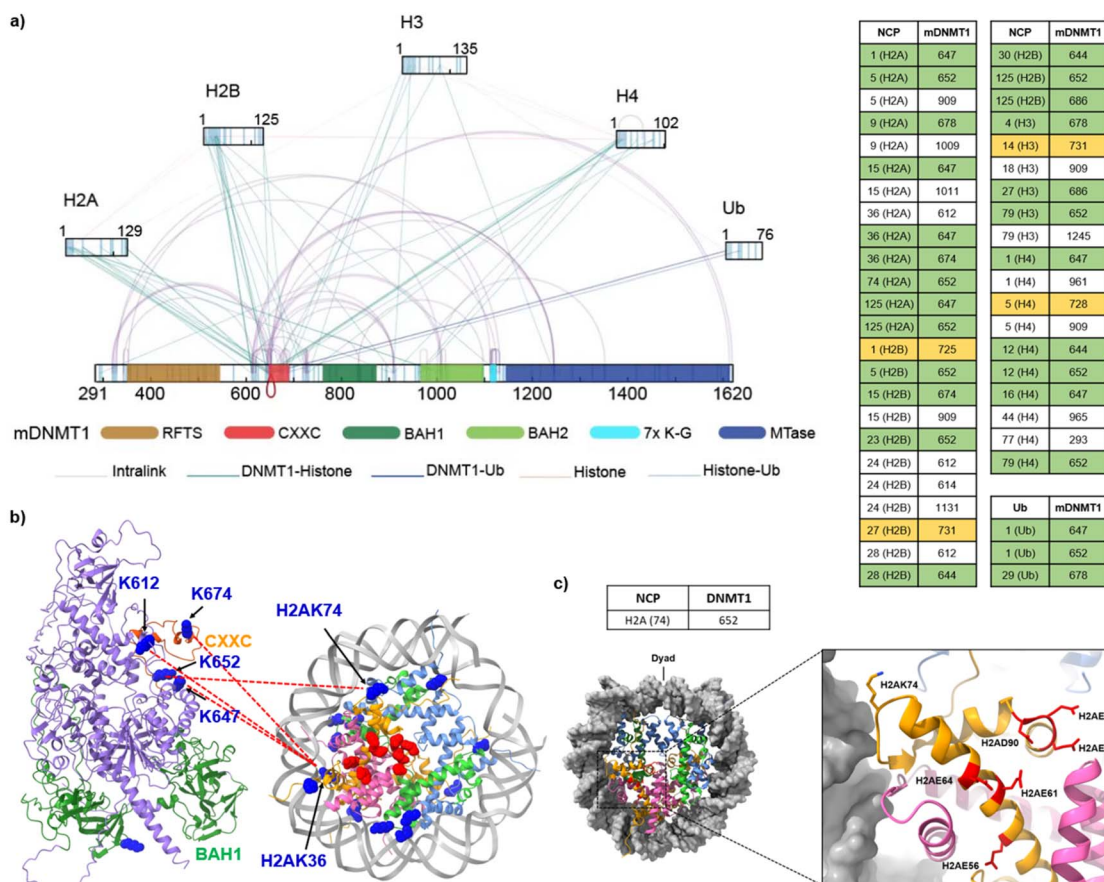 a)
H3
1 135
H2B
1 125
H4
1 102
H2A
1 129
Ub
1 76
291 400 600 800 1000 1200 1400 1620
mDNMT1 RFTS CXXC BAH1 BAH2 7x K-G MTase
Intralink DNMT1-Histone DNMT1-Ub Histone Histone-Ub
NCP mDNMT1
1 (H2A) 647
5 (H2A) 652
5 (H2A) 909
9 (H2A) 678
9 (H2A) 1009
15 (H2A) 647
15 (H2A) 1011
36 (H2A) 612
36 (H2A) 647
36 (H2A) 674
74 (H2A) 652
125 (H2A) 647
125 (H2A) 652
1 (H2B) 725
5 (H2B) 652
15 (H2B) 674
15 (H2B) 909
23 (H2B) 652
24 (H2B) 612
24 (H2B) 614
24 (H2B) 1131
27 (H2B) 731
28 (H2B) 612
28 (H2B) 644
NCP mDNMT1
30 (H2B) 644
125 (H2B) 652
125 (H2B) 686
4 (H3) 678
14 (H3) 731
18 (H3) 909
27 (H3) 686
79 (H3) 652
79 (H3) 1245
1 (H4) 647
1 (H4) 961
5 (H4) 728
5 (H4) 909
12 (H4) 644
12 (H4) 652
16 (H4) 647
44 (H4) 965
77 (H4) 293
79 (H4) 652
Ub mDNMT1
1 (Ub) 647
1 (Ub) 652
29 (Ub) 678
b)
K612
K674
CXXC
K652
K647
BAH1
H2AK74
H2AK36
c)
NCP DNMT1
H2A (74) 652
Dyad
H2AK74
H2AE
H2AD90
H2AE
H2AE64
H2AE61
H2AE56